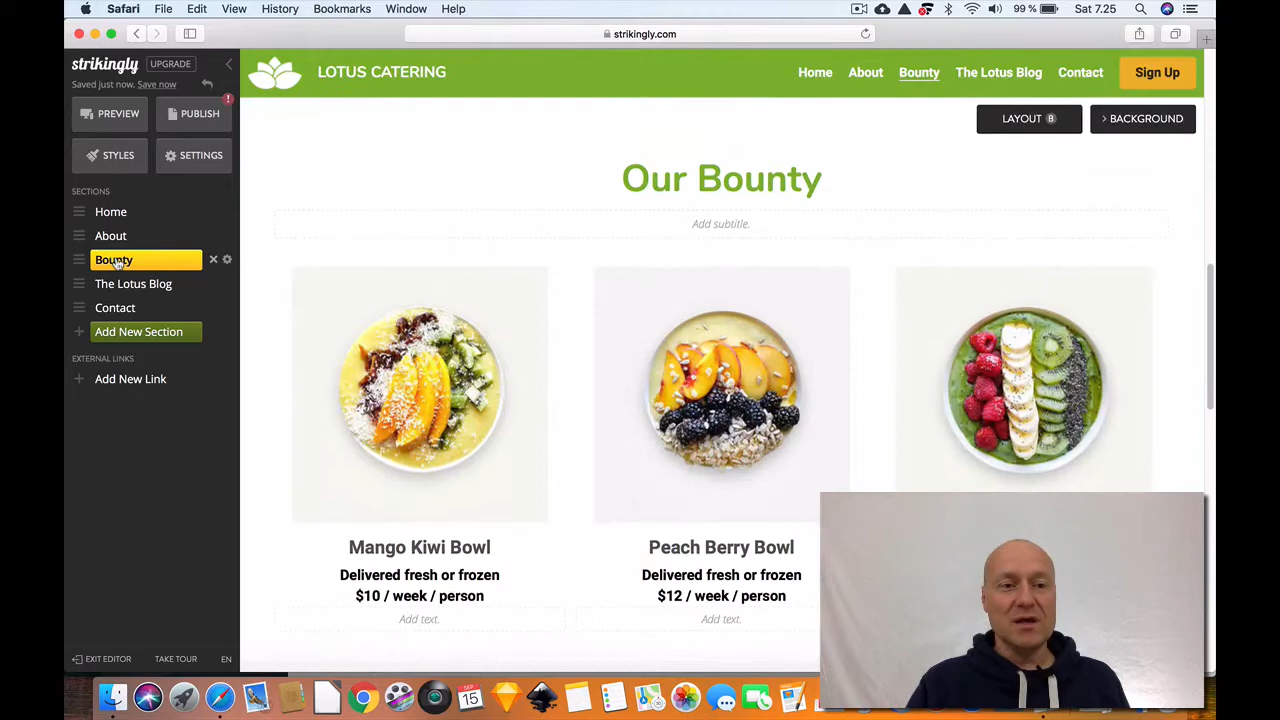 Safari File Edit View History Bookmarks Window Help 99 % Sat 7.25
strikingly.com
strikingly UPGRADE
Saved just now. Save now
PREVIEW PUBLISH !
STYLES SETTINGS
SECTIONS
Home
About
Bounty
The Lotus Blog
Contact
Add New Section
EXTERNAL LINKS
Add New Link
EXIT EDITOR TAKE TOUR EN
LOTUS CATERING Home About Bounty The Lotus Blog Contact Sign Up
LAYOUT B BACKGROUND
Our Bounty
Add subtitle.
Mango Kiwi Bowl
Delivered fresh or frozen
$10 / week / person
Add text.
Peach Berry Bowl
Delivered fresh or frozen
$12 / week / person
Add text.
SEP
15